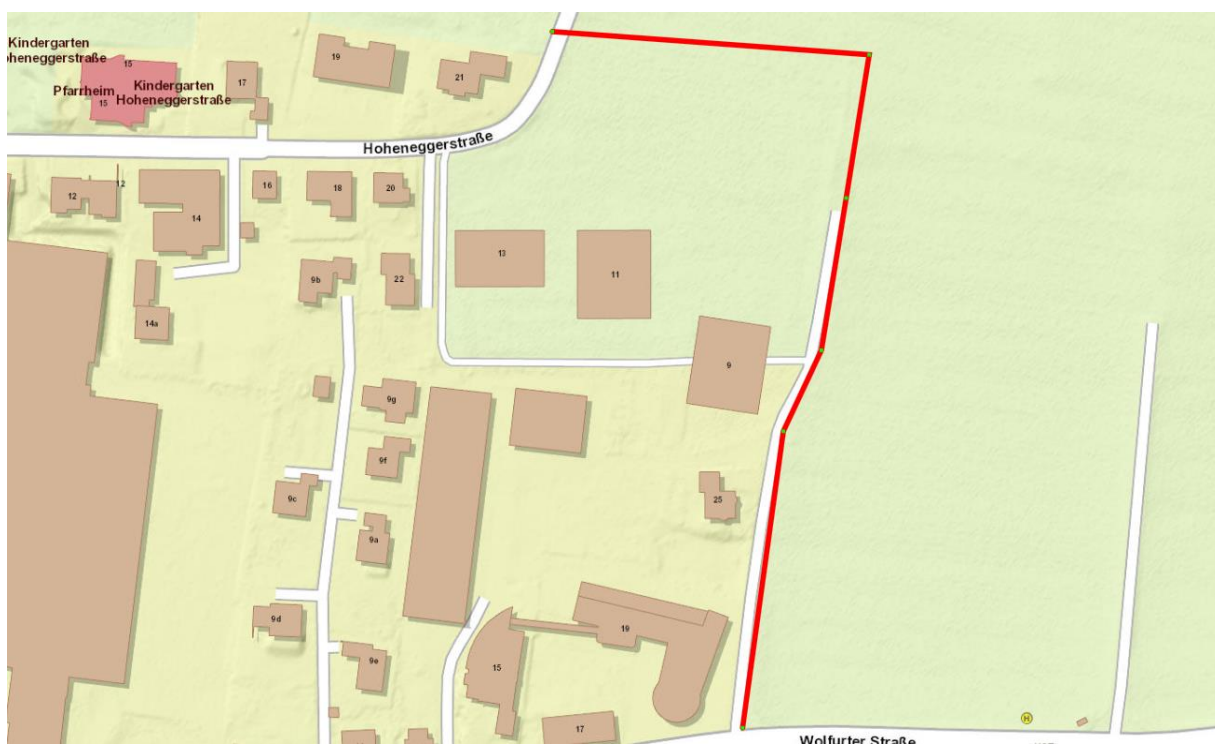 Kindergarten
oheneggerstraße
15
Kindergarten
Hoheneggerstraße
Pfarrheim
15
17
19
21
Hoheneggerstraße
12
12
14
16
18
20
9b
22
13
11
14a
9
9g
9f
9c
9a
25
9d
9e
15
19
17
H
Wolfurter Straße